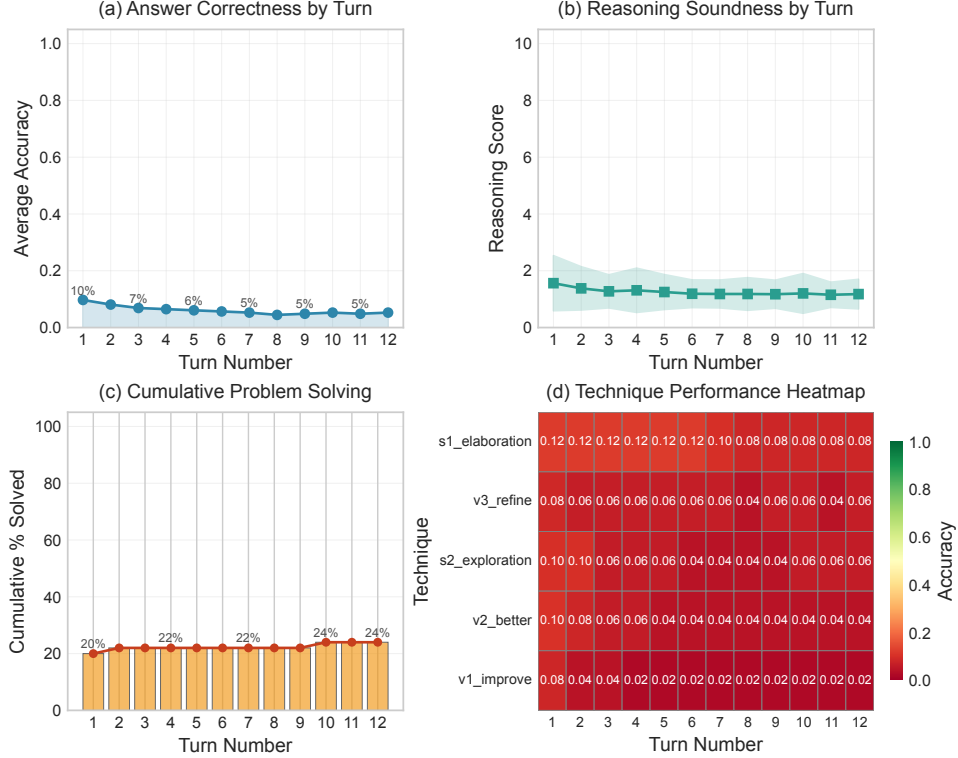 (a) Answer Correctness by Turn
1.0
0.8
0.6
0.4
0.2
0.0
Average Accuracy
10%
7%
6%
5%
5%
5%
1 2 3 4 5 6 7 8 9 10 11 12
Turn Number
(b) Reasoning Soundness by Turn
10
8
6
4
2
0
Reasoning Score
1 2 3 4 5 6 7 8 9 10 11 12
Turn Number
(c) Cumulative Problem Solving
100
80
60
40
20
0
Cumulative % Solved
20%
22%
22%
24%
24%
1 2 3 4 5 6 7 8 9 10 11 12
Turn Number
(d) Technique Performance Heatmap
Technique
s1_elaboration 0.12 0.12 0.12 0.12 0.12 0.12 0.10 0.08 0.08 0.08 0.08 0.08
v3_refine 0.08 0.06 0.06 0.06 0.06 0.06 0.06 0.04 0.06 0.06 0.04 0.06
s2_exploration 0.10 0.10 0.06 0.06 0.06 0.04 0.04 0.04 0.04 0.06 0.06 0.06
v2_better 0.10 0.08 0.06 0.06 0.04 0.04 0.04 0.04 0.04 0.04 0.04 0.04
v1_improve 0.08 0.04 0.04 0.02 0.02 0.02 0.02 0.02 0.02 0.02 0.02 0.02
1 2 3 4 5 6 7 8 9 10 11 12
Turn Number
1.0
0.8
0.6
0.4
0.2
0.0
Accuracy